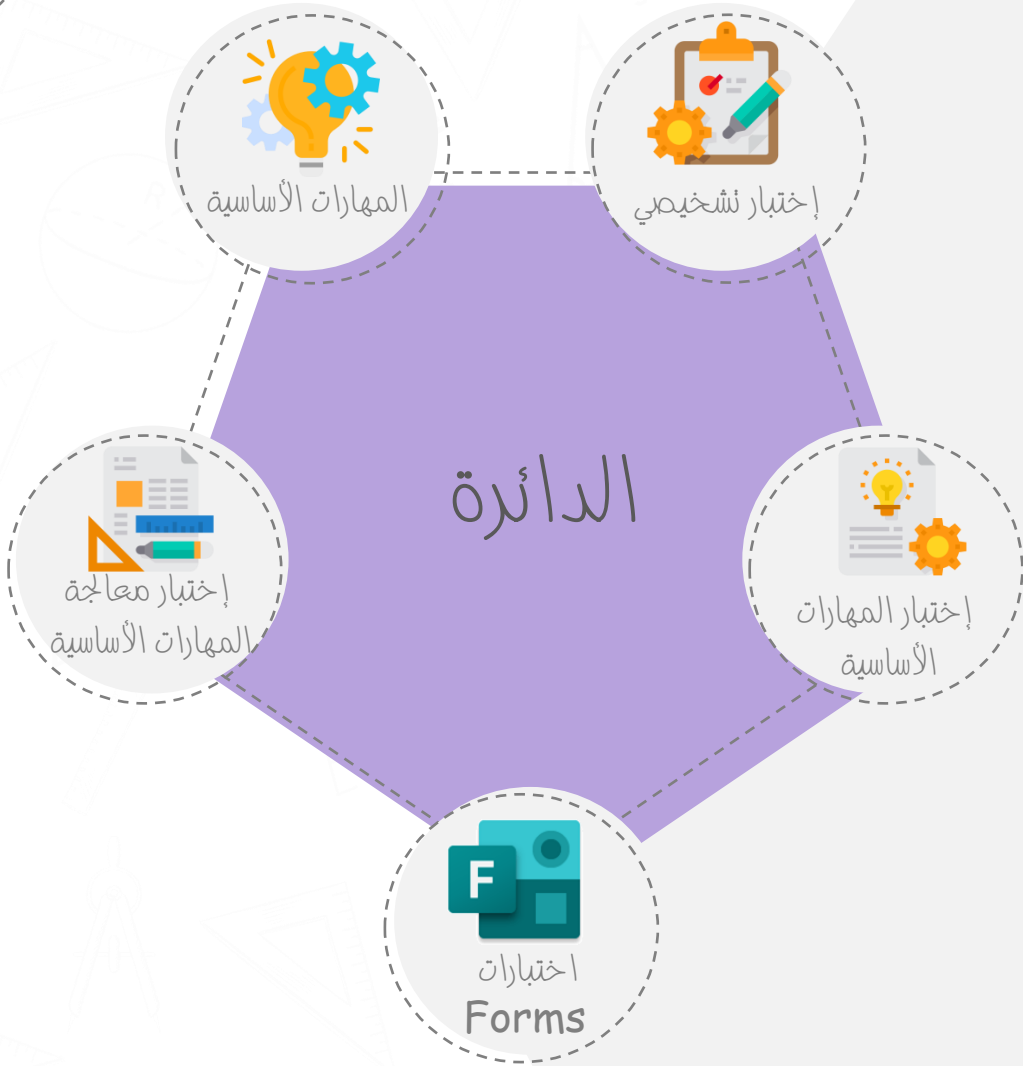 إختبار تشخيصي
المهارات الأساسية
الدائرة
إختبار المهارات
الأساسية
إختبار معالجة
المهارات الأساسية
F
اختبارات
Forms